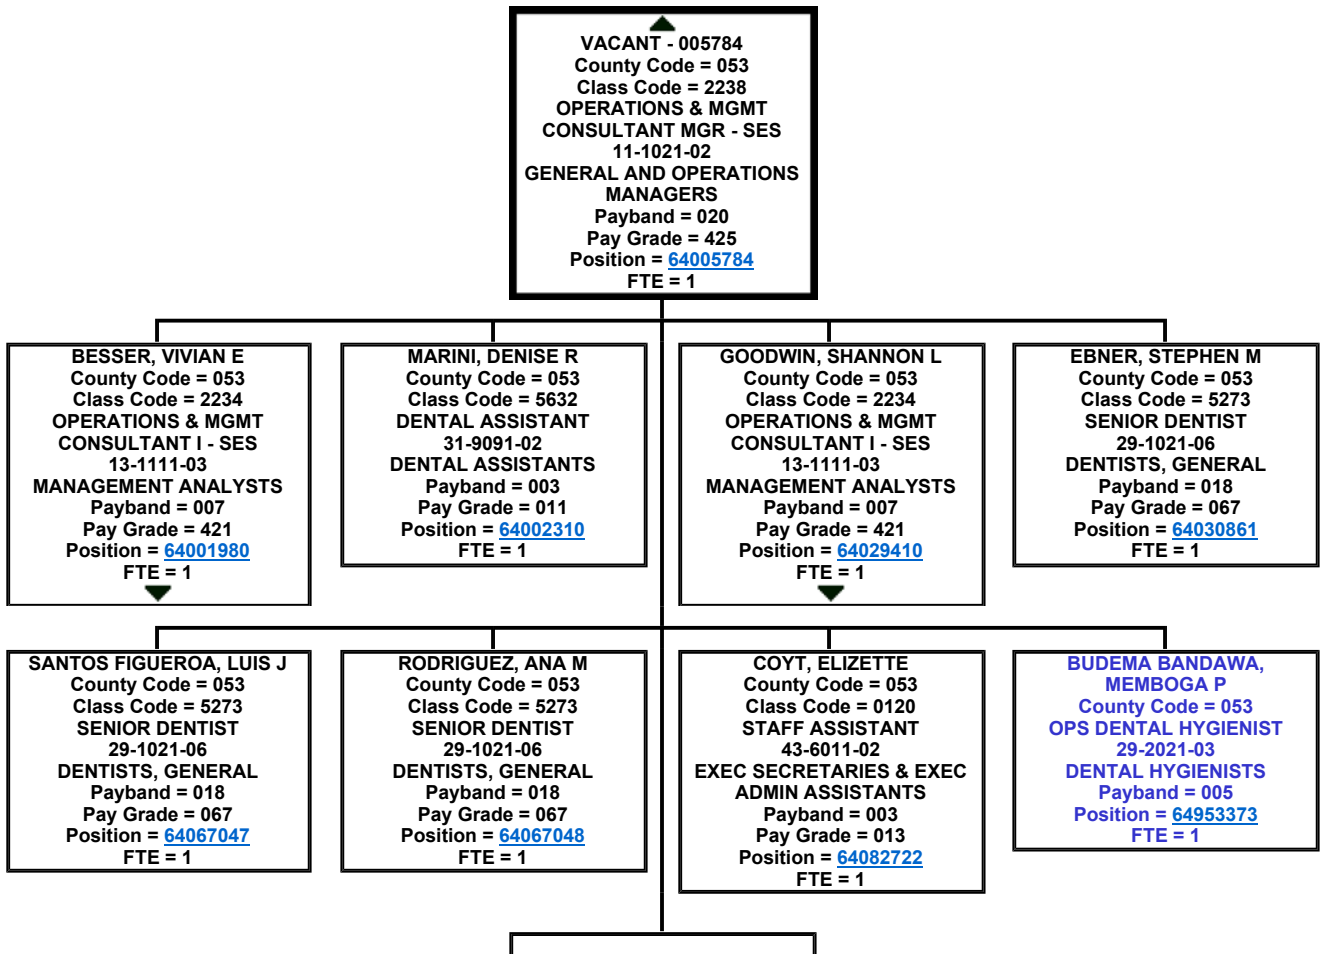 VACANT - 005784
County Code = 053
Class Code = 2238
OPERATIONS & MGMT
CONSULTANT MGR - SES
11-1021-02
GENERAL AND OPERATIONS
MANAGERS
Payband = 020
Pay Grade = 425
Position = 64005784
FTE = 1
BESSER, VIVIAN E
County Code = 053
Class Code = 2234
OPERATIONS & MGMT
CONSULTANT I - SES
13-1111-03
MANAGEMENT ANALYSTS
Payband = 007
Pay Grade = 421
Position = 64001980
FTE = 1
MARINI, DENISE R
County Code = 053
Class Code = 5632
DENTAL ASSISTANT
31-9091-02
DENTAL ASSISTANTS
Payband = 003
Pay Grade = 011
Position = 64002310
FTE = 1
GOODWIN, SHANNON L
County Code = 053
Class Code = 2234
OPERATIONS & MGMT
CONSULTANT I - SES
13-1111-03
MANAGEMENT ANALYSTS
Payband = 007
Pay Grade = 421
Position = 64029410
FTE = 1
EBNER, STEPHEN M
County Code = 053
Class Code = 5273
SENIOR DENTIST
29-1021-06
DENTISTS, GENERAL
Payband = 018
Pay Grade = 067
Position = 64030861
FTE = 1
SANTOS FIGUEROA, LUIS J
County Code = 053
Class Code = 5273
SENIOR DENTIST
29-1021-06
DENTISTS, GENERAL
Payband = 018
Pay Grade = 067
Position = 64067047
FTE = 1
RODRIGUEZ, ANA M
County Code = 053
Class Code = 5273
SENIOR DENTIST
29-1021-06
DENTISTS, GENERAL
Payband = 018
Pay Grade = 067
Position = 64067048
FTE = 1
COYT, ELIZETTE
County Code = 053
Class Code = 0120
STAFF ASSISTANT
43-6011-02
EXEC SECRETARIES & EXEC
ADMIN ASSISTANTS
Payband = 003
Pay Grade = 013
Position = 64082722
FTE = 1
BUDEMA BANDAWA,
MEMBOGA P
County Code = 053
OPS DENTAL HYGIENIST
29-2021-03
DENTAL HYGIENISTS
Payband = 005
Position = 64953373
FTE = 1